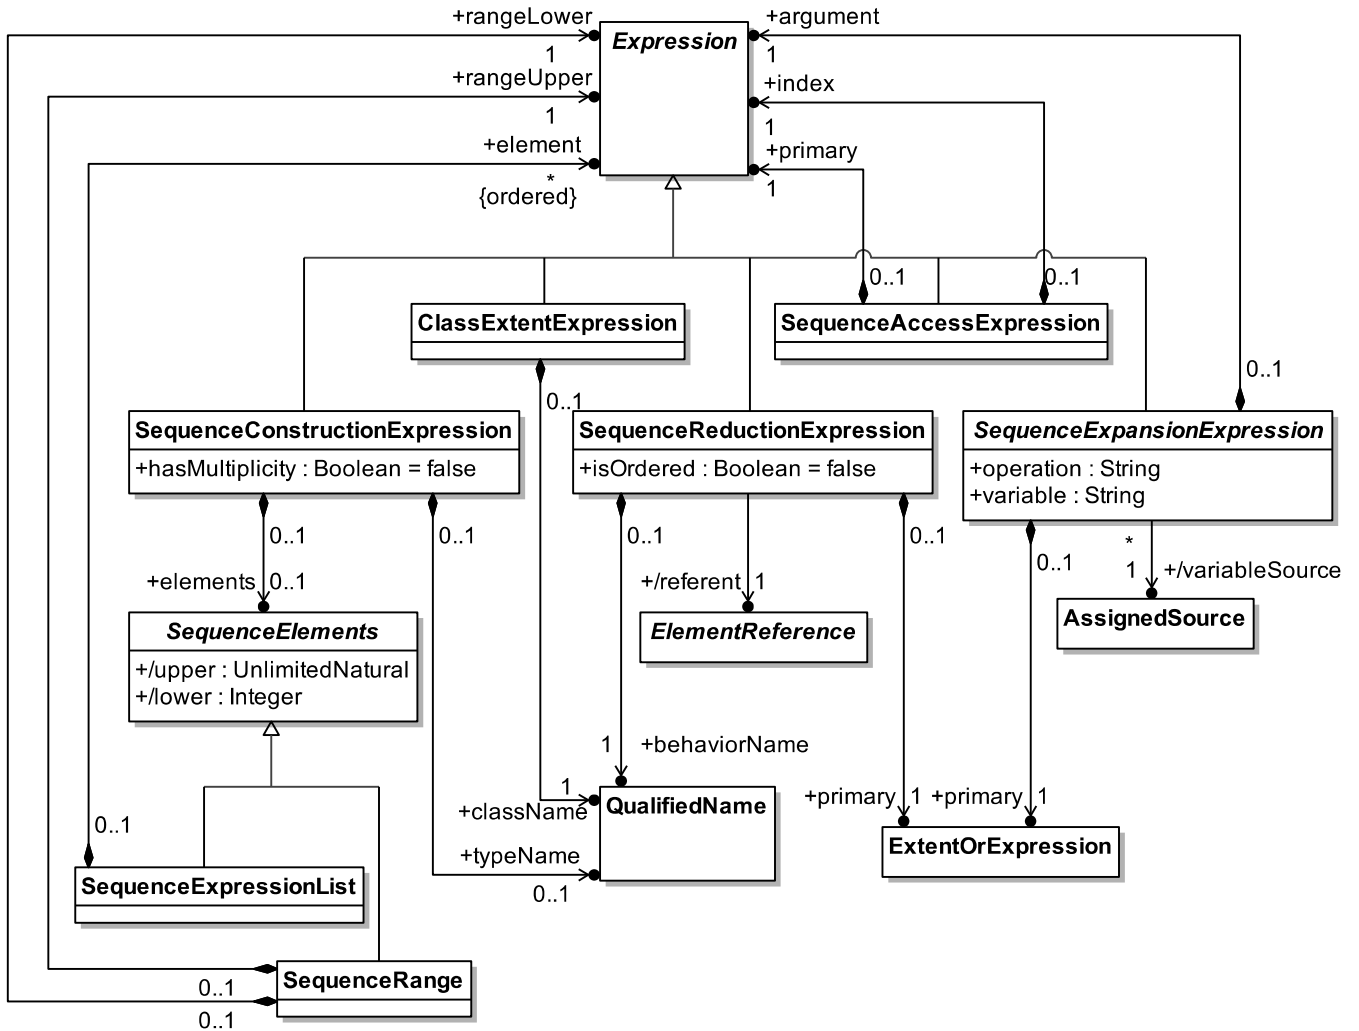 +rangeLower
+argument
Expression
1
1
+rangeUpper
+index
1
1
+element
+primary
*
{ordered}
1
0..1
0..1
ClassExtentExpression
SequenceAccessExpression
0..1
0..1
SequenceConstructionExpression
+hasMultiplicity : Boolean = false
SequenceReductionExpression
+isOrdered : Boolean = false
SequenceExpansionExpression
+operation : String
+variable : String
0..1
0..1
0..1
0..1
*
0..1
+elements
0..1
+/referent
1
1
+/variableSource
SequenceElements
+/upper : UnlimitedNatural
+/lower : Integer
ElementReference
AssignedSource
1
+behaviorName
1
+className
QualifiedName
+primary
1
+primary
1
ExtentOrExpression
0..1
+typeName
0..1
SequenceExpressionList
SequenceRange
0..1
0..1